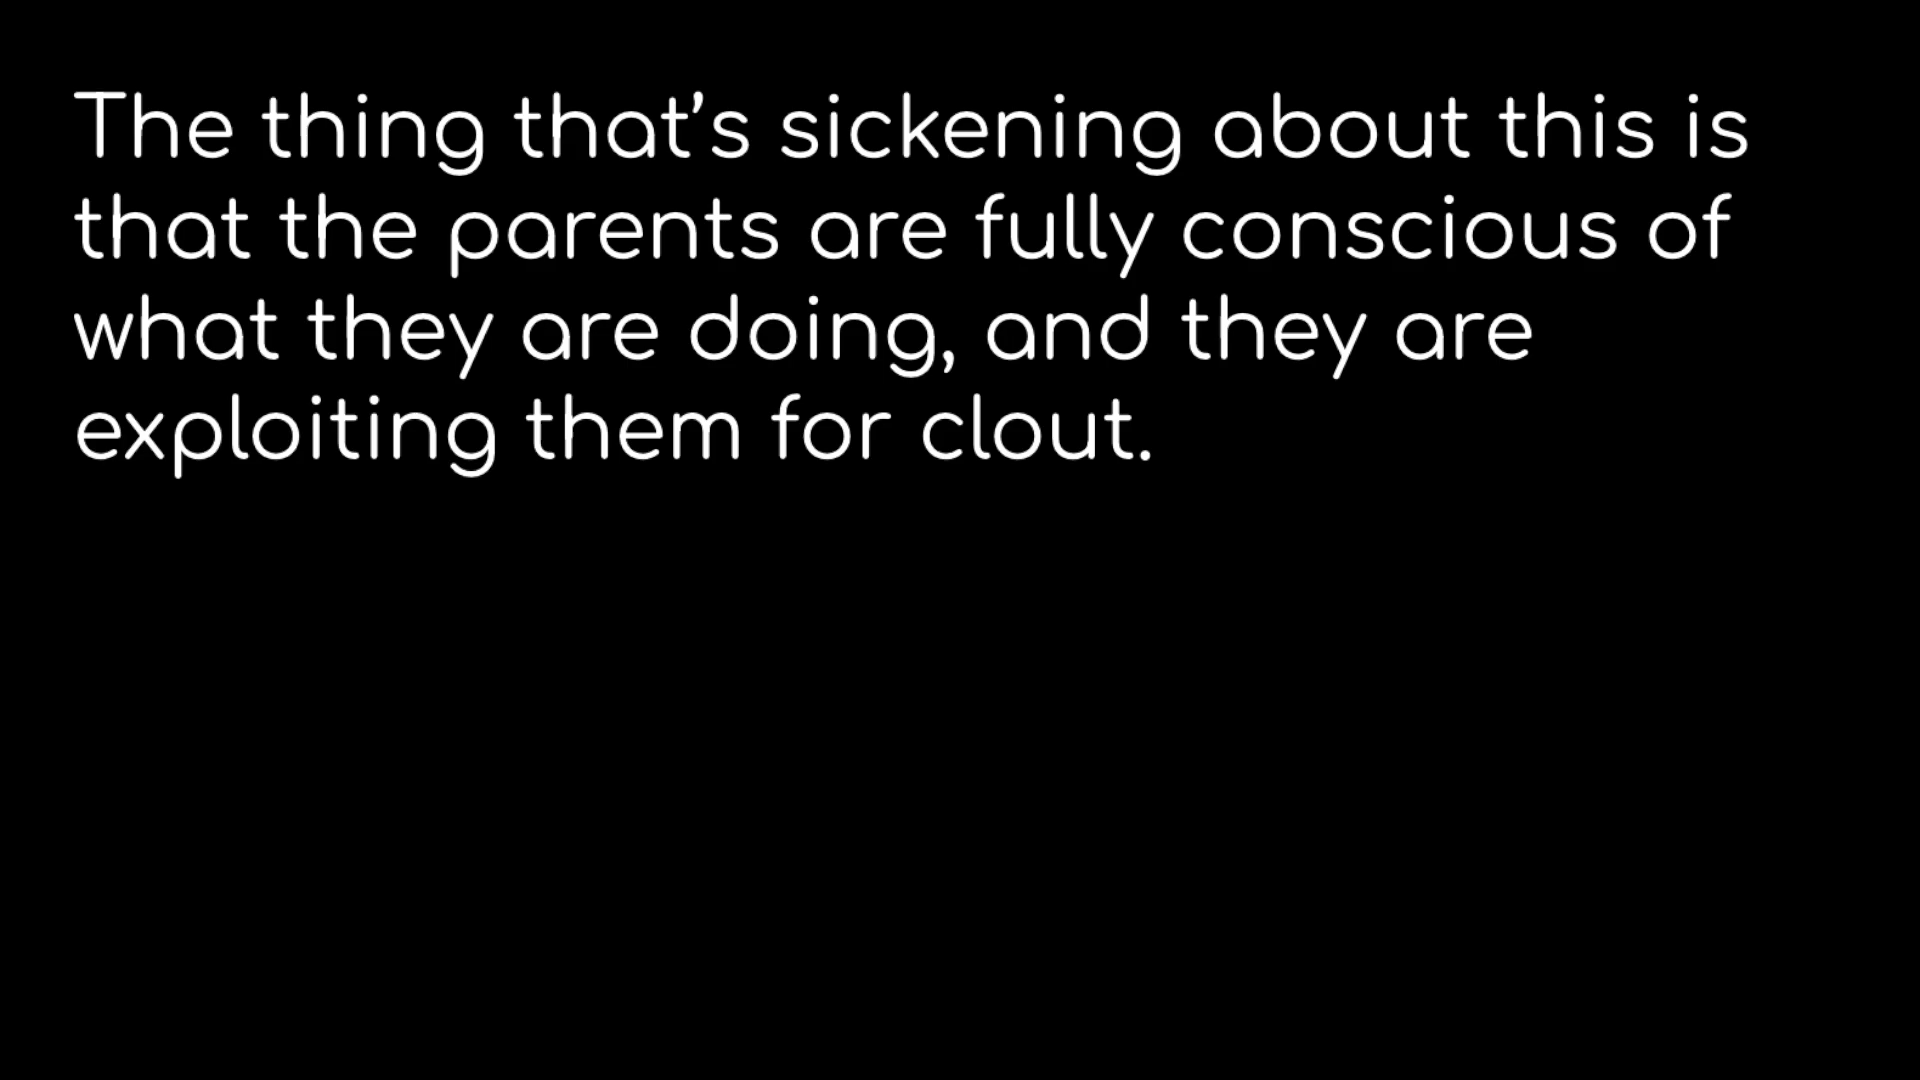 The thing that’s sickening about this is
that the parents are fully conscious of
what they are doing, and they are
exploiting them for clout.